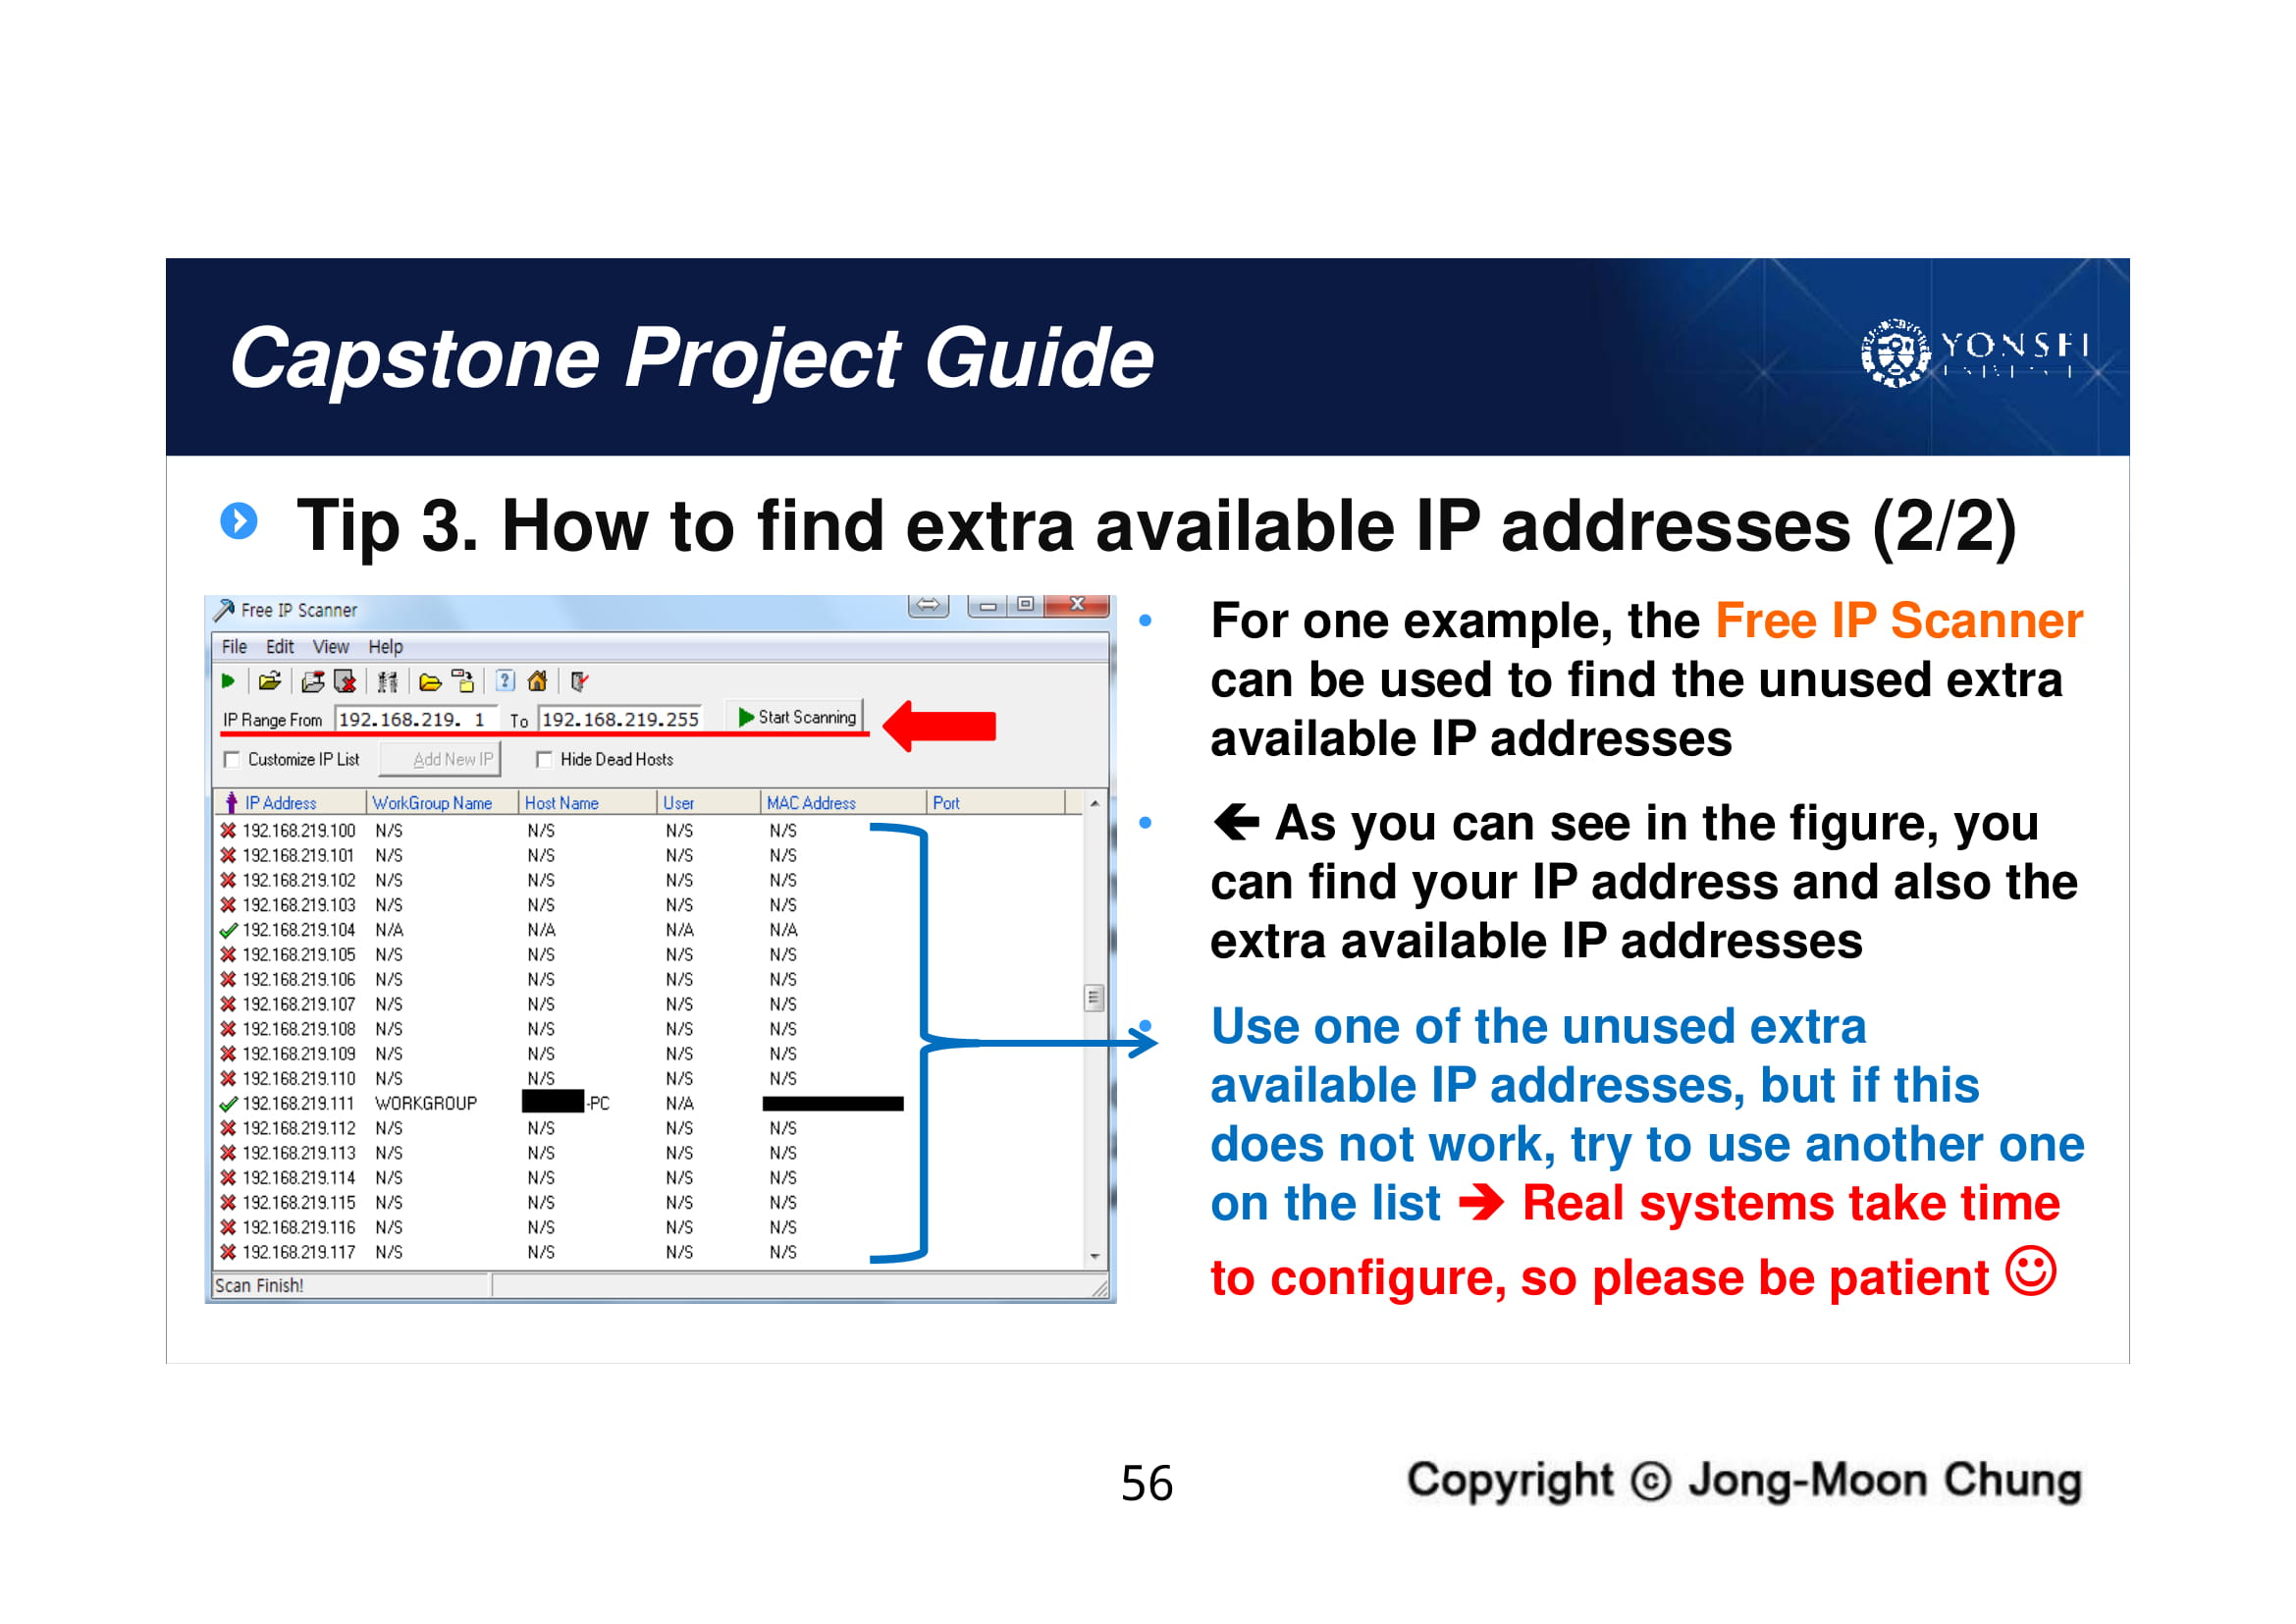 Capstone Project Guide
YONSEI
Tip 3. How to find extra available IP addresses (2/2)
Free IP Scanner
File Edit View Help
IP Range From 192.168.219. 1 To 192.168.219.255 Start Scanning
Customize IP List Add New IP Hide Dead Hosts
IP Address WorkGroup Name Host Name User MAC Address Port
192.168.219.100 N/S N/S N/S N/S
192.168.219.101 N/S N/S N/S N/S
192.168.219.102 N/S N/S N/S N/S
192.168.219.103 N/S N/S N/S N/S
192.168.219.104 N/A N/A N/A N/A
192.168.219.105 N/S N/S N/S N/S
192.168.219.106 N/S N/S N/S N/S
192.168.219.107 N/S N/S N/S N/S
192.168.219.108 N/S N/S N/S N/S
192.168.219.109 N/S N/S N/S N/S
192.168.219.110 N/S N/S N/S N/S
192.168.219.111 WORKGROUP -PC N/A
192.168.219.112 N/S N/S N/S N/S
192.168.219.113 N/S N/S N/S N/S
192.168.219.114 N/S N/S N/S N/S
192.168.219.115 N/S N/S N/S N/S
192.168.219.116 N/S N/S N/S N/S
192.168.219.117 N/S N/S N/S N/S
Scan Finish!
• For one example, the Free IP Scanner
can be used to find the unused extra
available IP addresses
• ← As you can see in the figure, you
can find your IP address and also the
extra available IP addresses
• Use one of the unused extra
available IP addresses, but if this
does not work, try to use another one
on the list → Real systems take time
to configure, so please be patient ☺
56
Copyright © Jong-Moon Chung